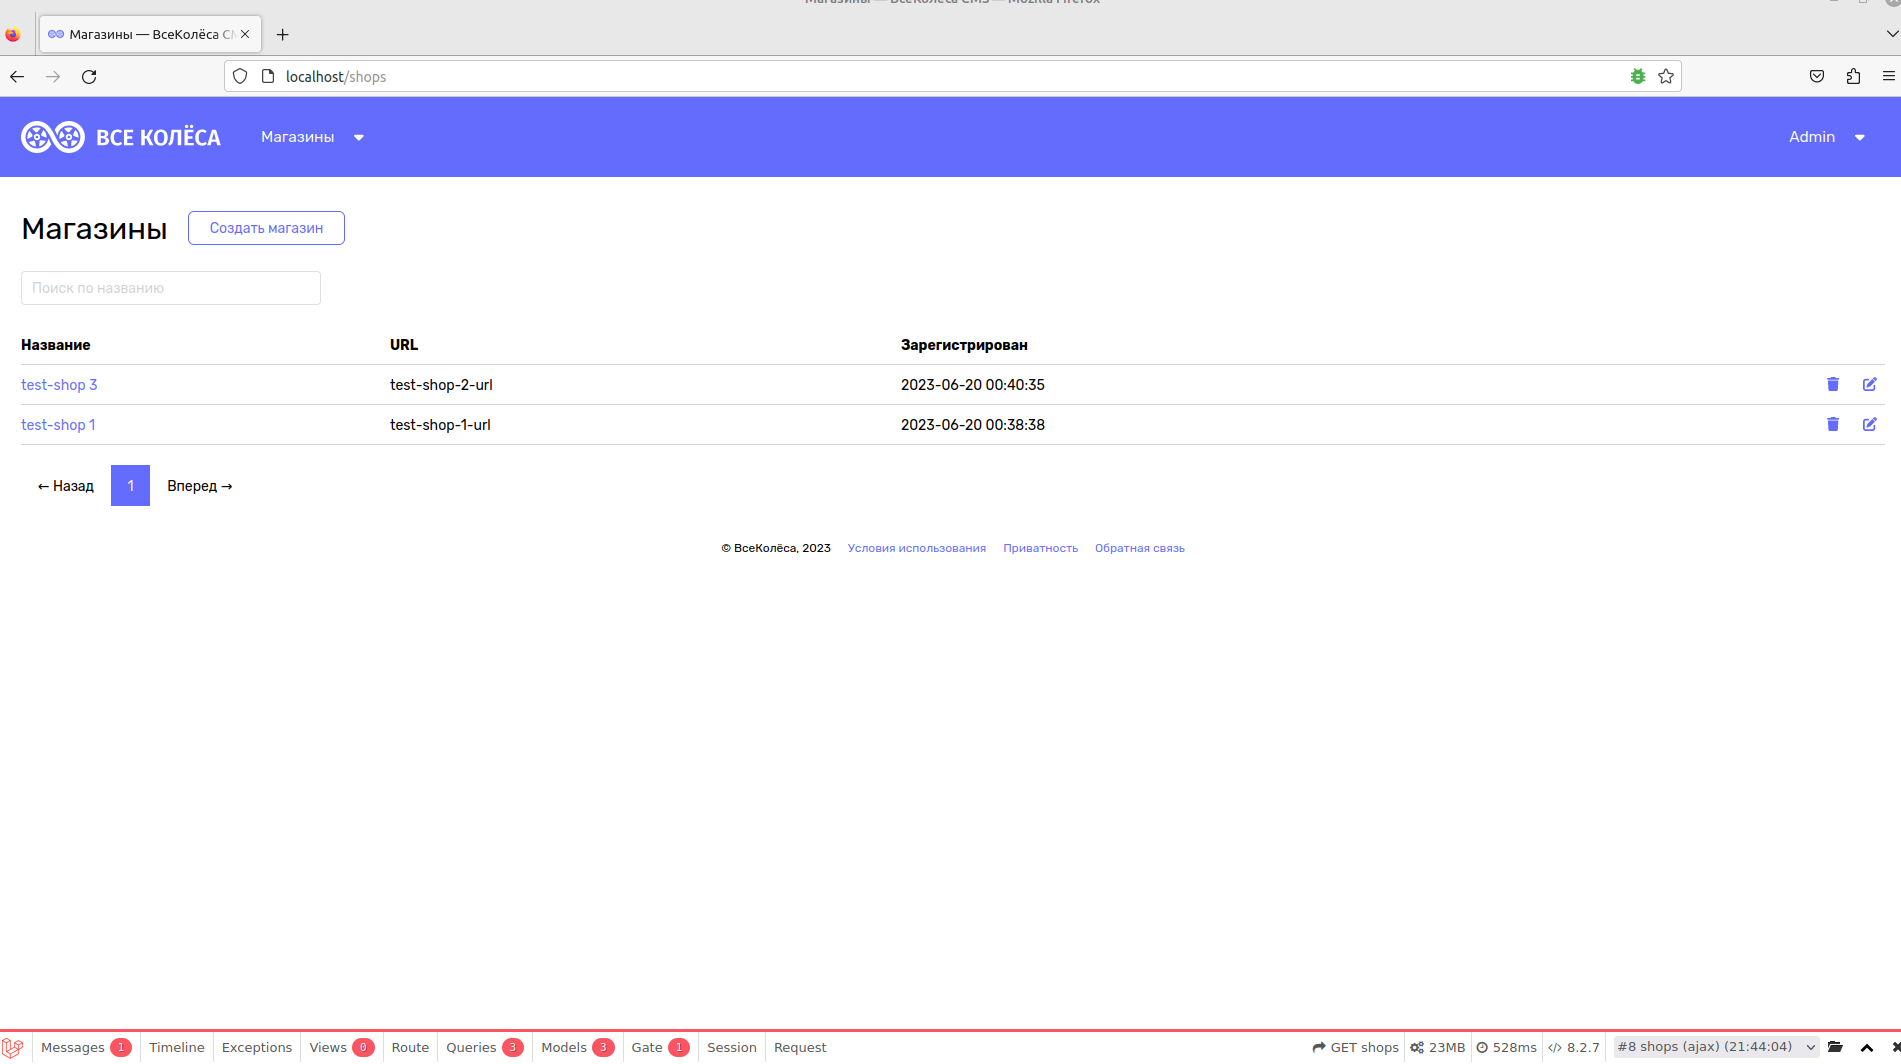 Магазины — ВсеКолёса CMS — Mozilla Firefox
Магазины — ВсеКолёса CM
localhost/shops
ВСЕ КОЛЁСА Магазины Admin
Магазины Создать магазин
Поиск по названию
Название URL Зарегистрирован
test-shop 3 test-shop-2-url 2023-06-20 00:40:35
test-shop 1 test-shop-1-url 2023-06-20 00:38:38
← Назад 1 Вперед →
© ВсеКолёса, 2023 Условия использования Приватность Обратная связь
Messages 1 Timeline Exceptions Views 0 Route Queries 3 Models 3 Gate 1 Session Request GET shops 23MB 528ms </> 8.2.7 #8 shops (ajax) (21:44:04)